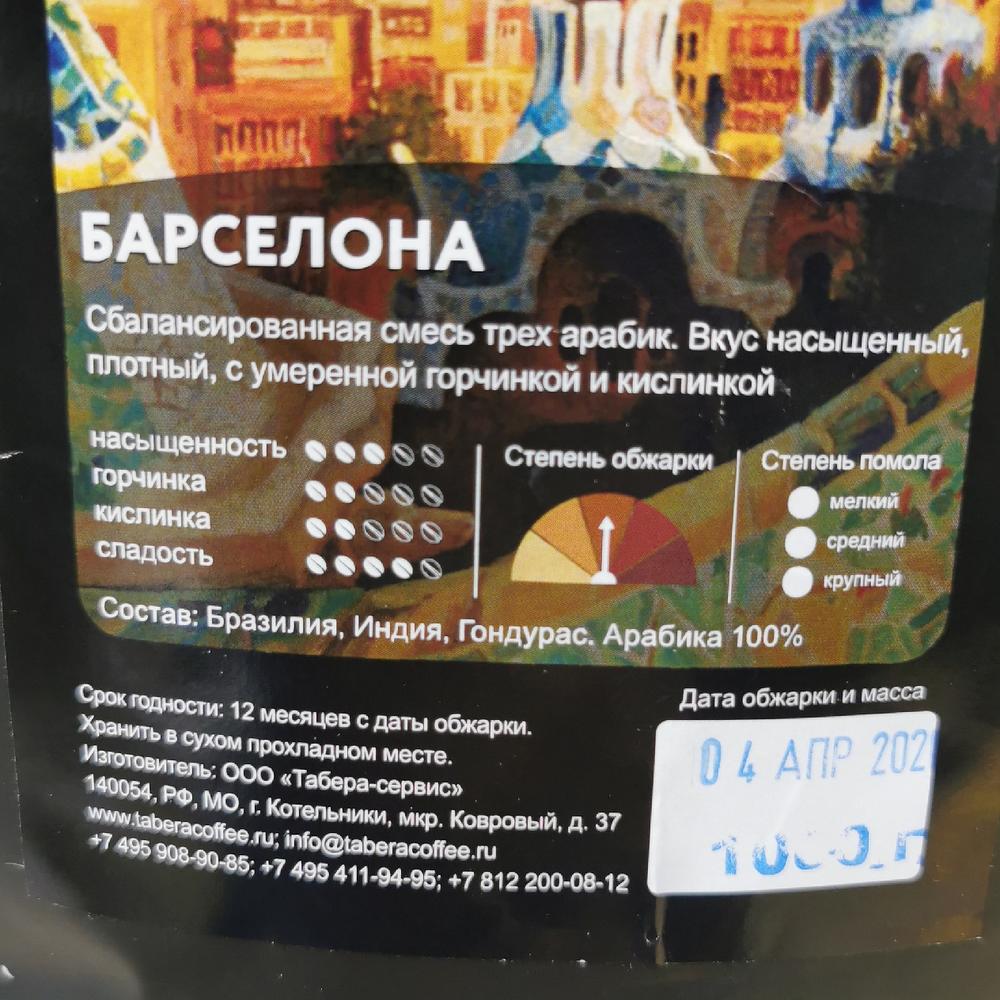 БАРСЕЛОНА
Сбалансированная смесь трех арабик. Вкус насыщенный,
плотный, с умеренной горчинкой и кислинкой
насыщенность
горчинка
кислинка
сладость
Степень обжарки
Степень помола
мелкий
средний
крупный
Состав: Бразилия, Индия, Гондурас. Арабика 100%
Срок годности: 12 месяцев с даты обжарки.
Хранить в сухом прохладном месте.
Изготовитель: ООО «Табера-сервис»
140054, РФ, МО, г. Котельники, мкр. Ковровый, д. 37
www.taberacoffee.ru; info@taberacoffee.ru
+7 495 908-90-85; +7 495 411-94-95; +7 812 200-08-12
Дата обжарки и масса
04 АПР 202